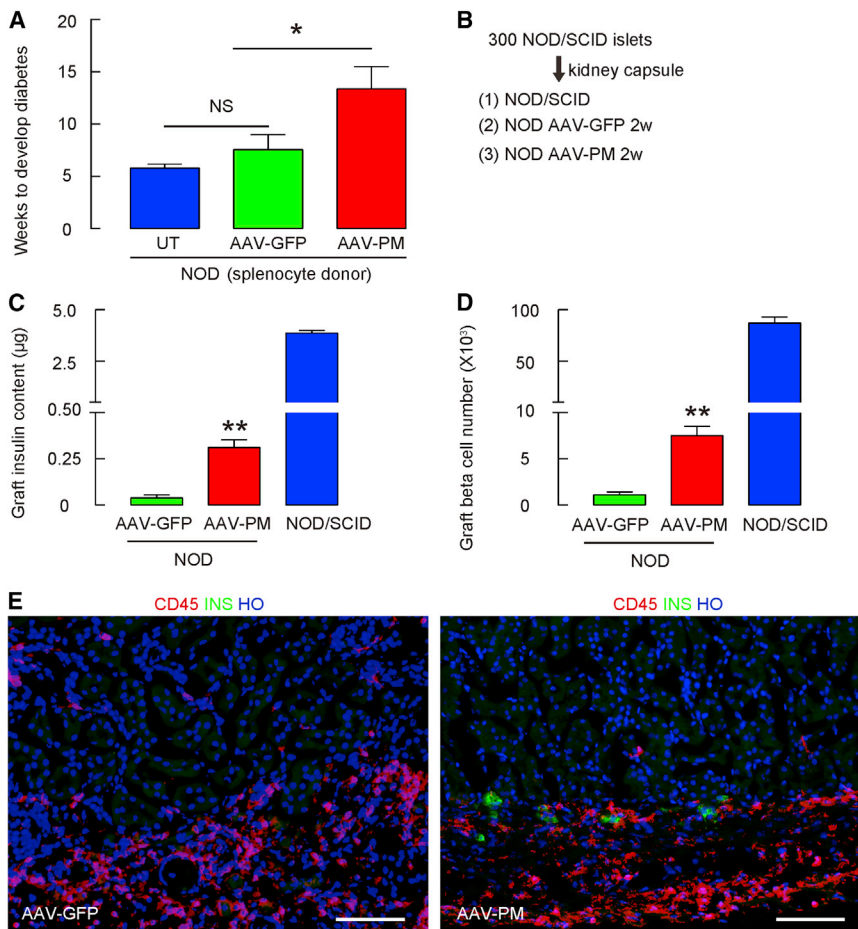 A
Weeks to develop diabetes
20
15
10
5
0
NS
*
UT AAV-GFP AAV-PM
NOD (splenocyte donor)
B
300 NOD/SCID islets
kidney capsule
(1) NOD/SCID
(2) NOD AAV-GFP 2w
(3) NOD AAV-PM 2w
C
Graft insulin content (µg)
5.0
2.5
0.50
0.25
0
**
AAV-GFP AAV-PM NOD/SCID
NOD
D
Graft beta cell number (X10³)
100
50
10
5
0
**
AAV-GFP AAV-PM NOD/SCID
NOD
E
CD45 INS HO
AAV-GFP
CD45 INS HO
AAV-PM